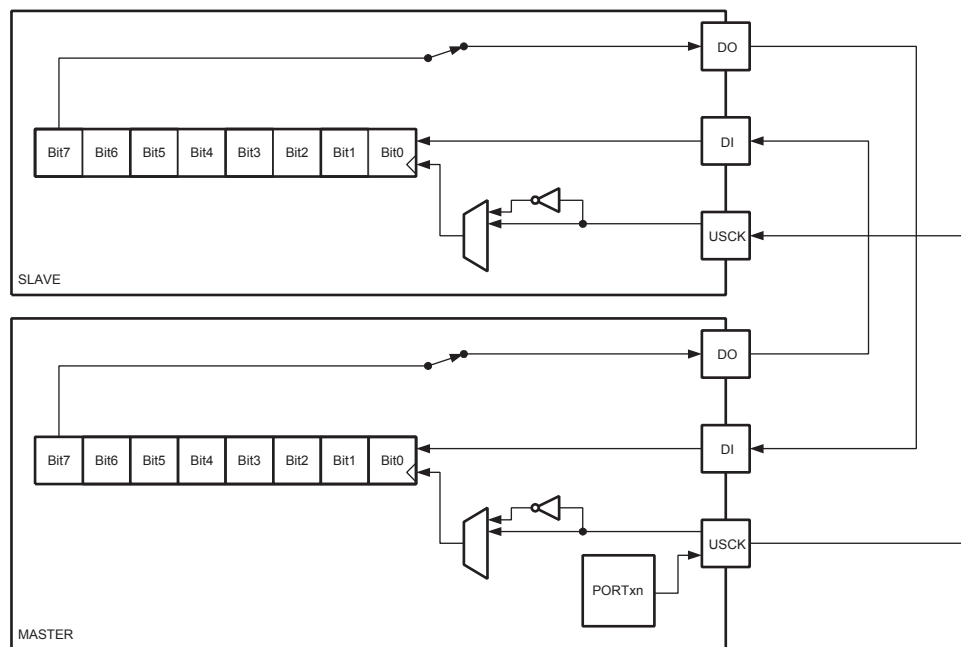 DO
Bit7 Bit6 Bit5 Bit4 Bit3 Bit2 Bit1 Bit0
DI
USCK
SLAVE
DO
Bit7 Bit6 Bit5 Bit4 Bit3 Bit2 Bit1 Bit0
DI
USCK
PORTxn
MASTER